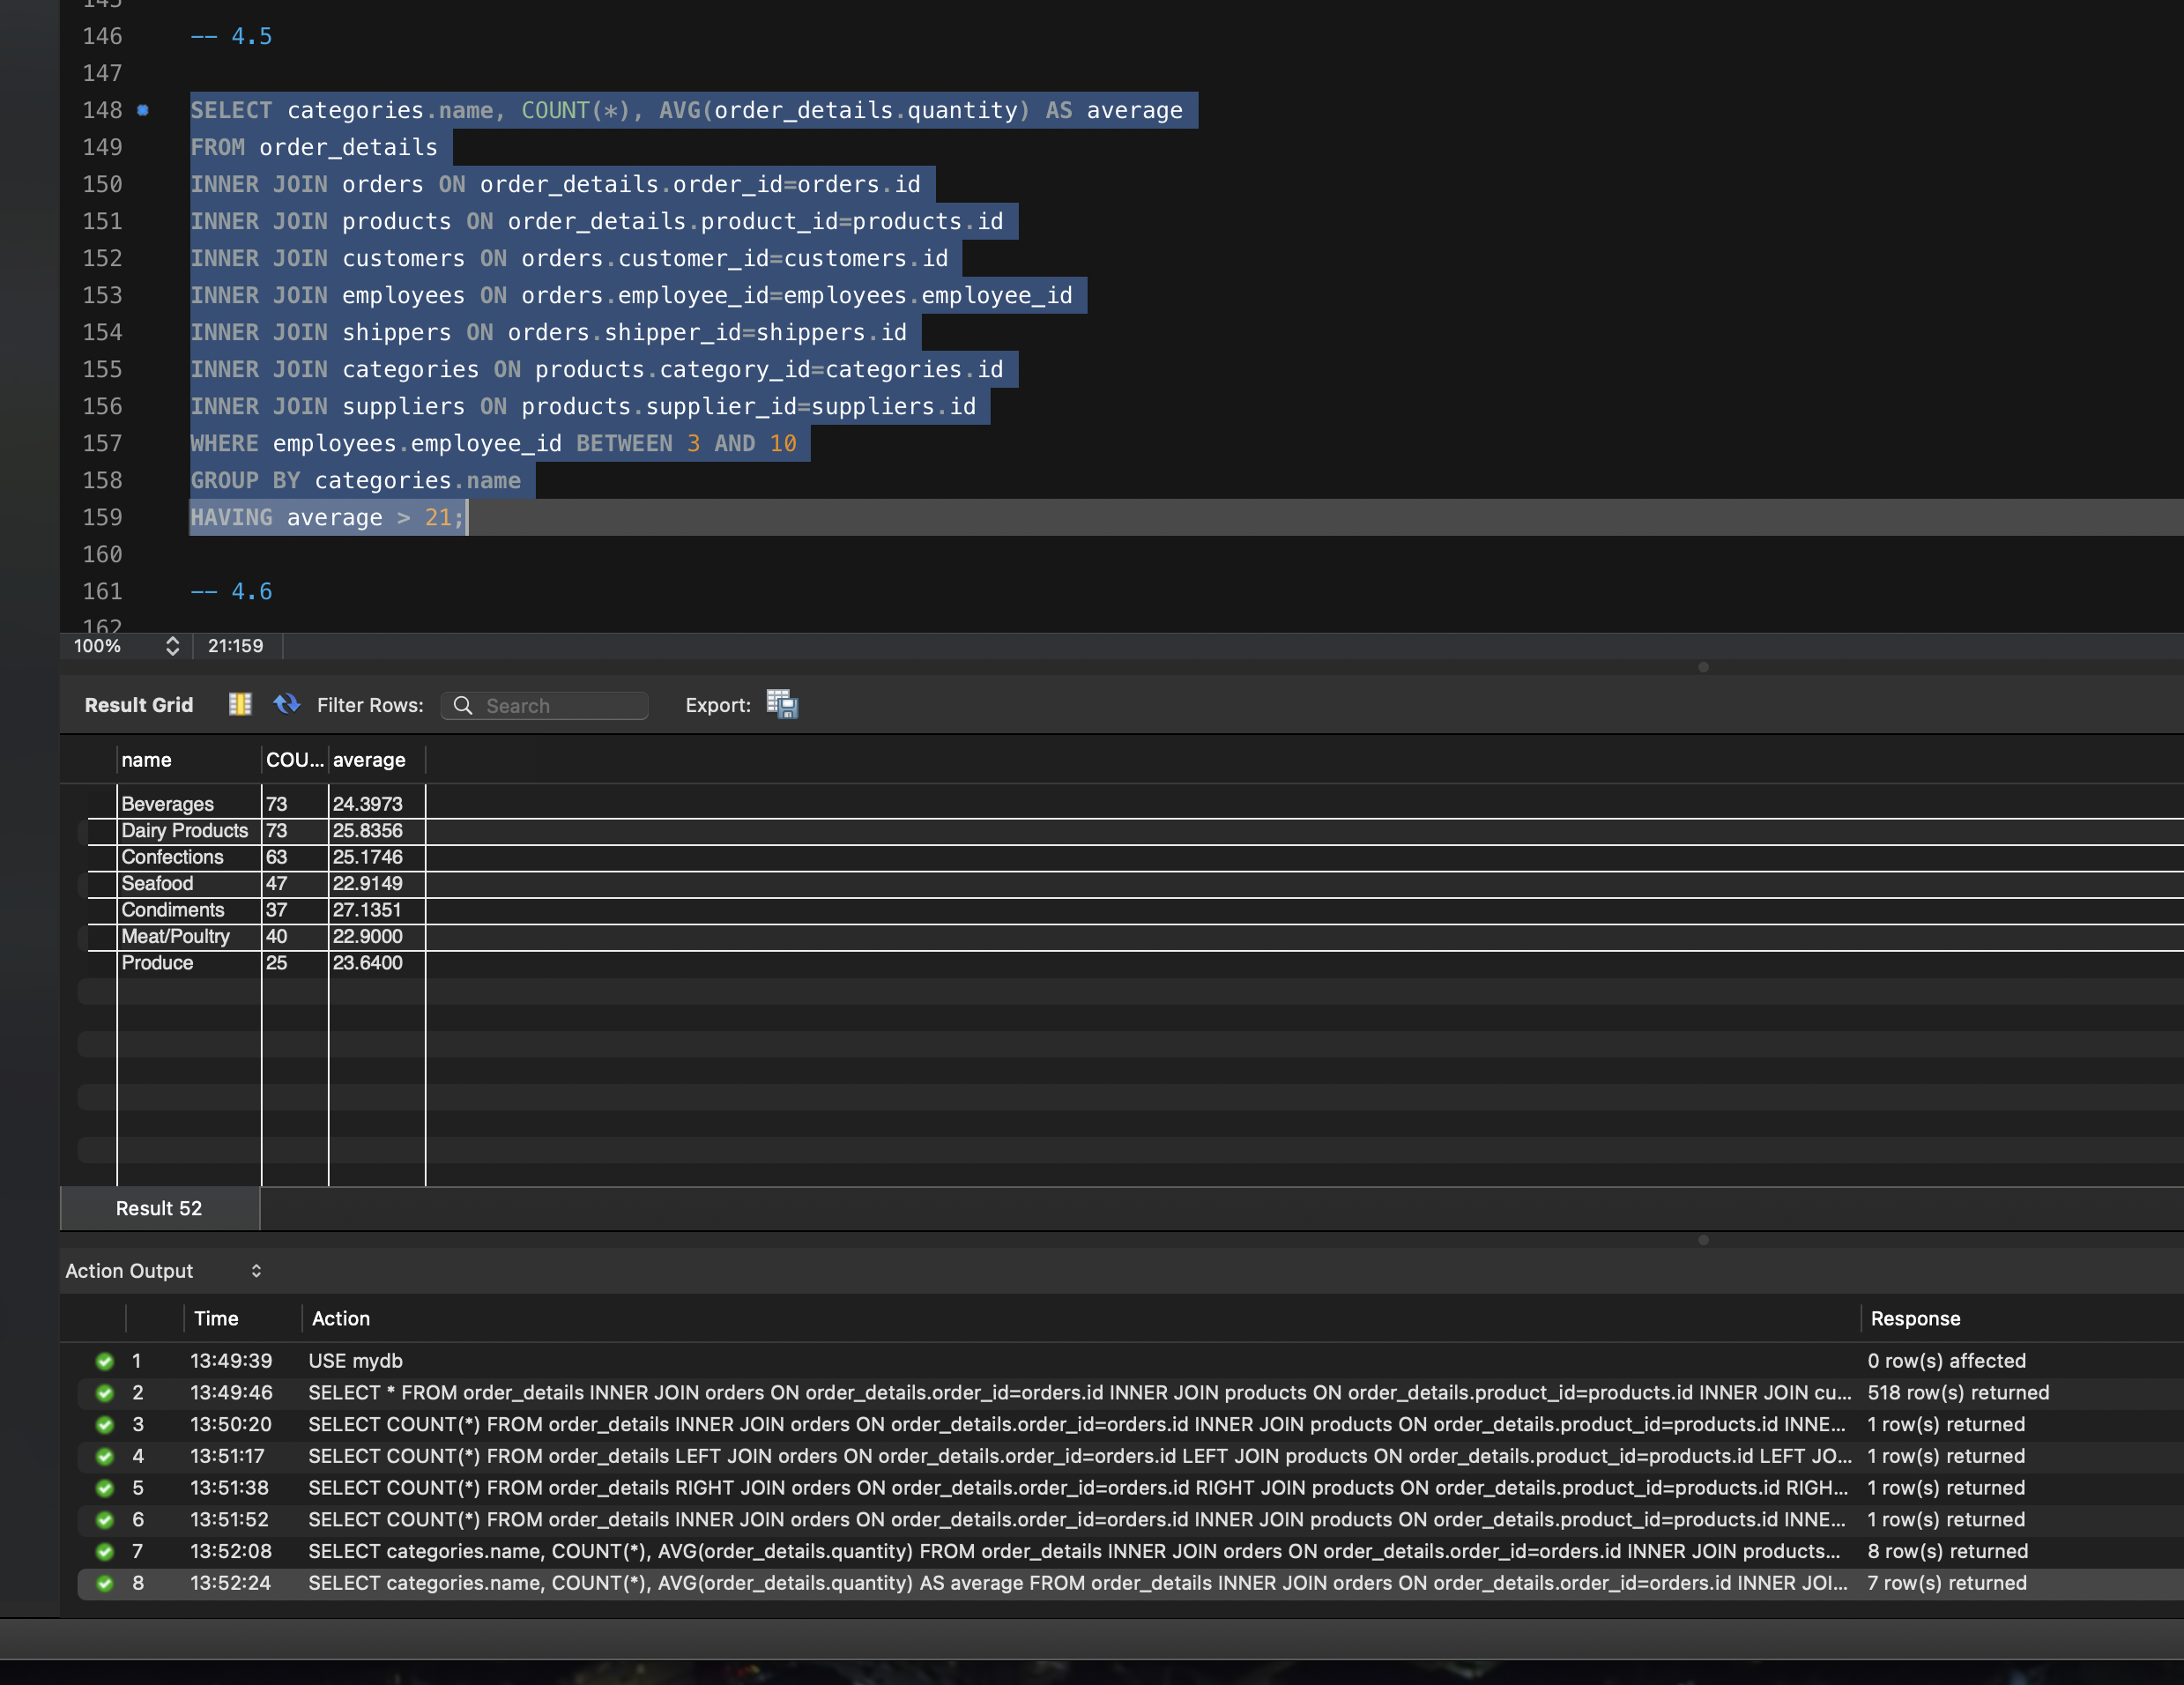 145
146 -- 4.5
147
148 SELECT categories.name, COUNT(*), AVG(order_details.quantity) AS average
149 FROM order_details
150 INNER JOIN orders ON order_details.order_id=orders.id
151 INNER JOIN products ON order_details.product_id=products.id
152 INNER JOIN customers ON orders.customer_id=customers.id
153 INNER JOIN employees ON orders.employee_id=employees.employee_id
154 INNER JOIN shippers ON orders.shipper_id=shippers.id
155 INNER JOIN categories ON products.category_id=categories.id
156 INNER JOIN suppliers ON products.supplier_id=suppliers.id
157 WHERE employees.employee_id BETWEEN 3 AND 10
158 GROUP BY categories.name
159 HAVING average > 21;
160
161 -- 4.6
162
100% 21:159
Result Grid Filter Rows: Search Export:
name COU... average
Beverages 73 24.3973
Dairy Products 73 25.8356
Confections 63 25.1746
Seafood 47 22.9149
Condiments 37 27.1351
Meat/Poultry 40 22.9000
Produce 25 23.6400
Result 52
Action Output
Time Action Response
1 13:49:39 USE mydb 0 row(s) affected
2 13:49:46 SELECT * FROM order_details INNER JOIN orders ON order_details.order_id=orders.id INNER JOIN products ON order_details.product_id=products.id INNER JOIN cu... 518 row(s) returned
3 13:50:20 SELECT COUNT(*) FROM order_details INNER JOIN orders ON order_details.order_id=orders.id INNER JOIN products ON order_details.product_id=products.id INNE... 1 row(s) returned
4 13:51:17 SELECT COUNT(*) FROM order_details LEFT JOIN orders ON order_details.order_id=orders.id LEFT JOIN products ON order_details.product_id=products.id LEFT JO... 1 row(s) returned
5 13:51:38 SELECT COUNT(*) FROM order_details RIGHT JOIN orders ON order_details.order_id=orders.id RIGHT JOIN products ON order_details.product_id=products.id RIGH... 1 row(s) returned
6 13:51:52 SELECT COUNT(*) FROM order_details INNER JOIN orders ON order_details.order_id=orders.id INNER JOIN products ON order_details.product_id=products.id INNE... 1 row(s) returned
7 13:52:08 SELECT categories.name, COUNT(*), AVG(order_details.quantity) FROM order_details INNER JOIN orders ON order_details.order_id=orders.id INNER JOIN products... 8 row(s) returned
8 13:52:24 SELECT categories.name, COUNT(*), AVG(order_details.quantity) AS average FROM order_details INNER JOIN orders ON order_details.order_id=orders.id INNER JOI... 7 row(s) returned